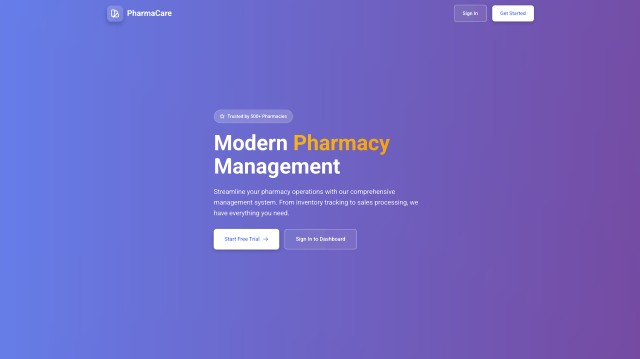 PharmaCare
Sign In
Get Started
Trusted by 500+ Pharmacies
Modern Pharmacy
Management
Streamline your pharmacy operations with our comprehensive
management system. From inventory tracking to sales processing, we
have everything you need.
Start Free Trial →
Sign In to Dashboard